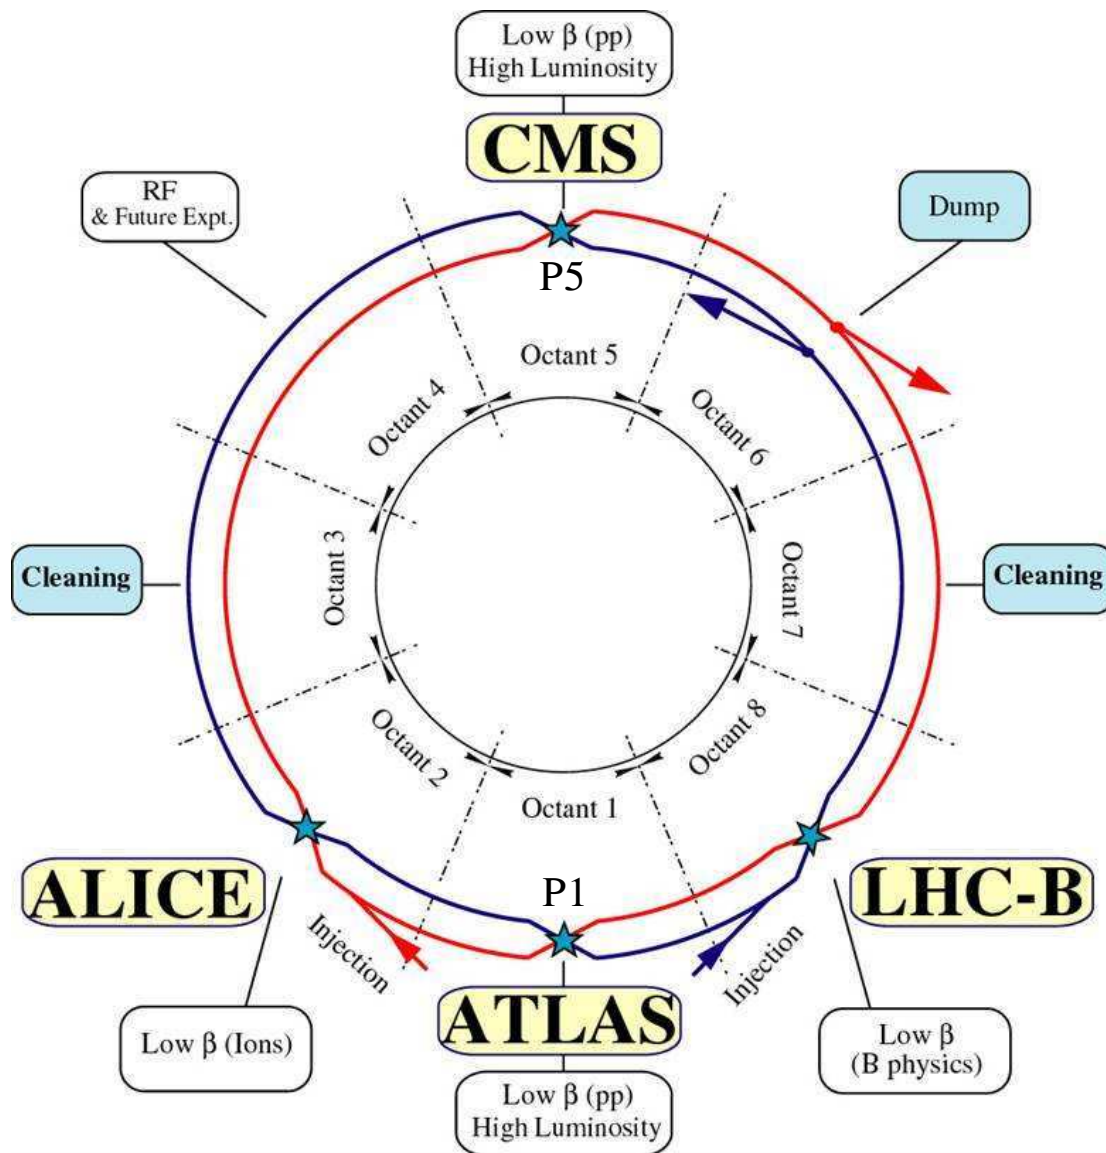 Low β (pp)
High Luminosity
CMS
RF
& Future Expt.
Dump
P5
Octant 5
Octant 4
Octant 6
Cleaning
Octant 3
Octant 7
Cleaning
Octant 2
Octant 8
Octant 1
ALICE
P1
LHC-B
Injection
Injection
ATLAS
Low β (Ions)
Low β
(B physics)
Low β (pp)
High Luminosity